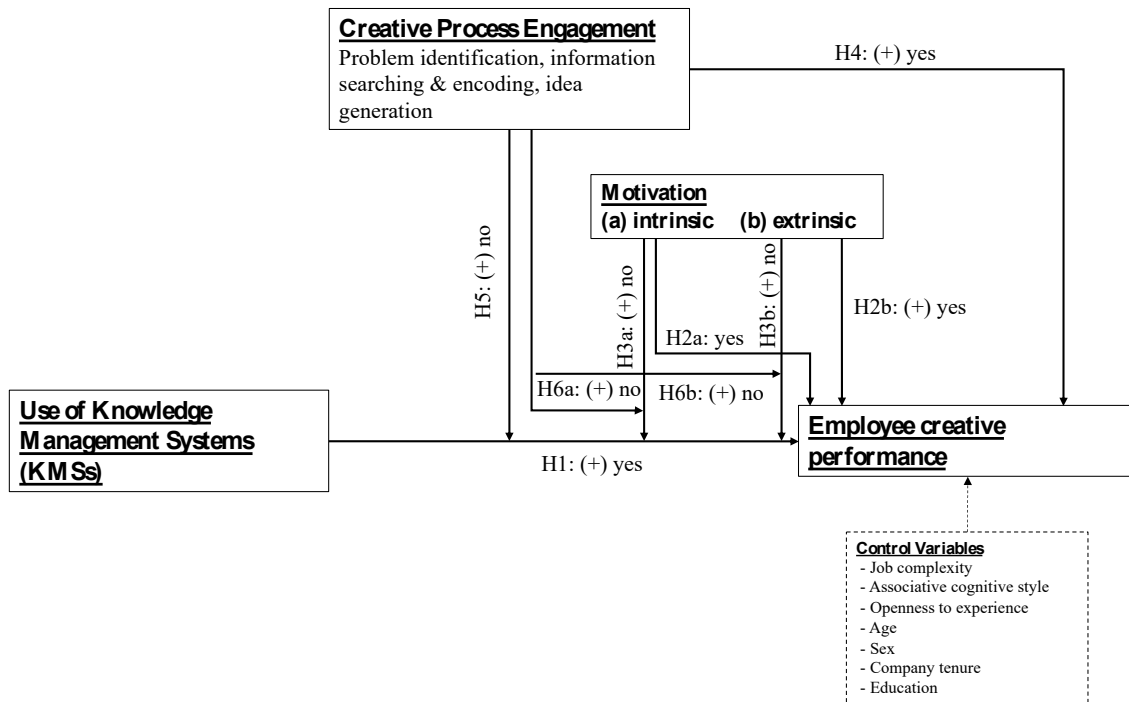 Creative Process Engagement
Problem identification, information
searching & encoding, idea
generation
H4: (+) yes
Motivation
(a) intrinsic (b) extrinsic
H5: (+) no
H3a: (+) no
H3b: (+) no
H2a: yes
H2b: (+) yes
H6a: (+) no
H6b: (+) no
Use of Knowledge
Management Systems
(KMSs)
H1: (+) yes
Employee creative
performance
Control Variables
- Job complexity
- Associative cognitive style
- Openness to experience
- Age
- Sex
- Company tenure
- Education